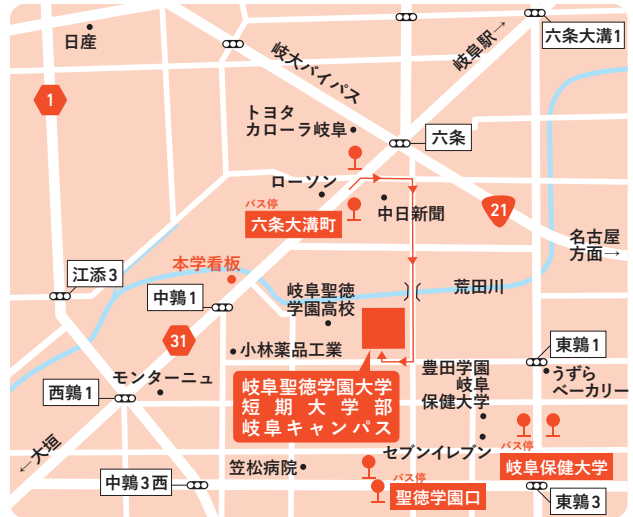 日産
六条大溝1
岐阜駅→
岐大バイパス
1
トヨタ
カローラ岐阜
六条
ローソン
バス停
六条大溝町
中日新聞
21
名古屋
方面→
本学看板
江添3
中鶉1
岐阜聖徳
学園高校
荒田川
31
小林薬品工業
東鶉1
豊田学園
岐阜
保健大学
うずら
ベーカリー
西鶉1
モンターニュ
岐阜聖徳学園大学
短期大学部
岐阜キャンパス
←大垣
セブンイレブン
バス停
岐阜保健大学
笠松病院
中鶉3西
バス停
聖徳学園口
東鶉3